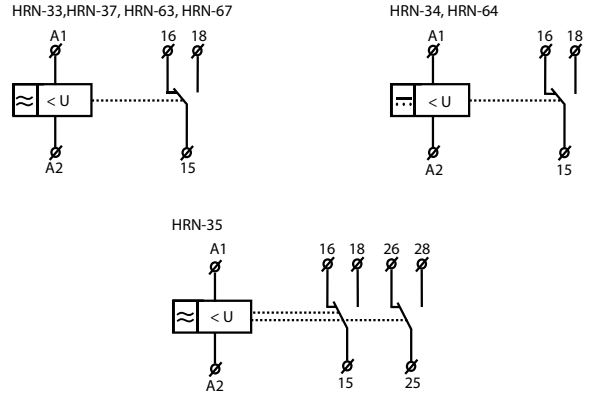 HRN-33,HRN-37, HRN-63, HRN-67
A1 16 18
< U
A2 15
HRN-34, HRN-64
A1 16 18
< U
A2 15
HRN-35
A1 16 18 26 28
< U
A2 15 25